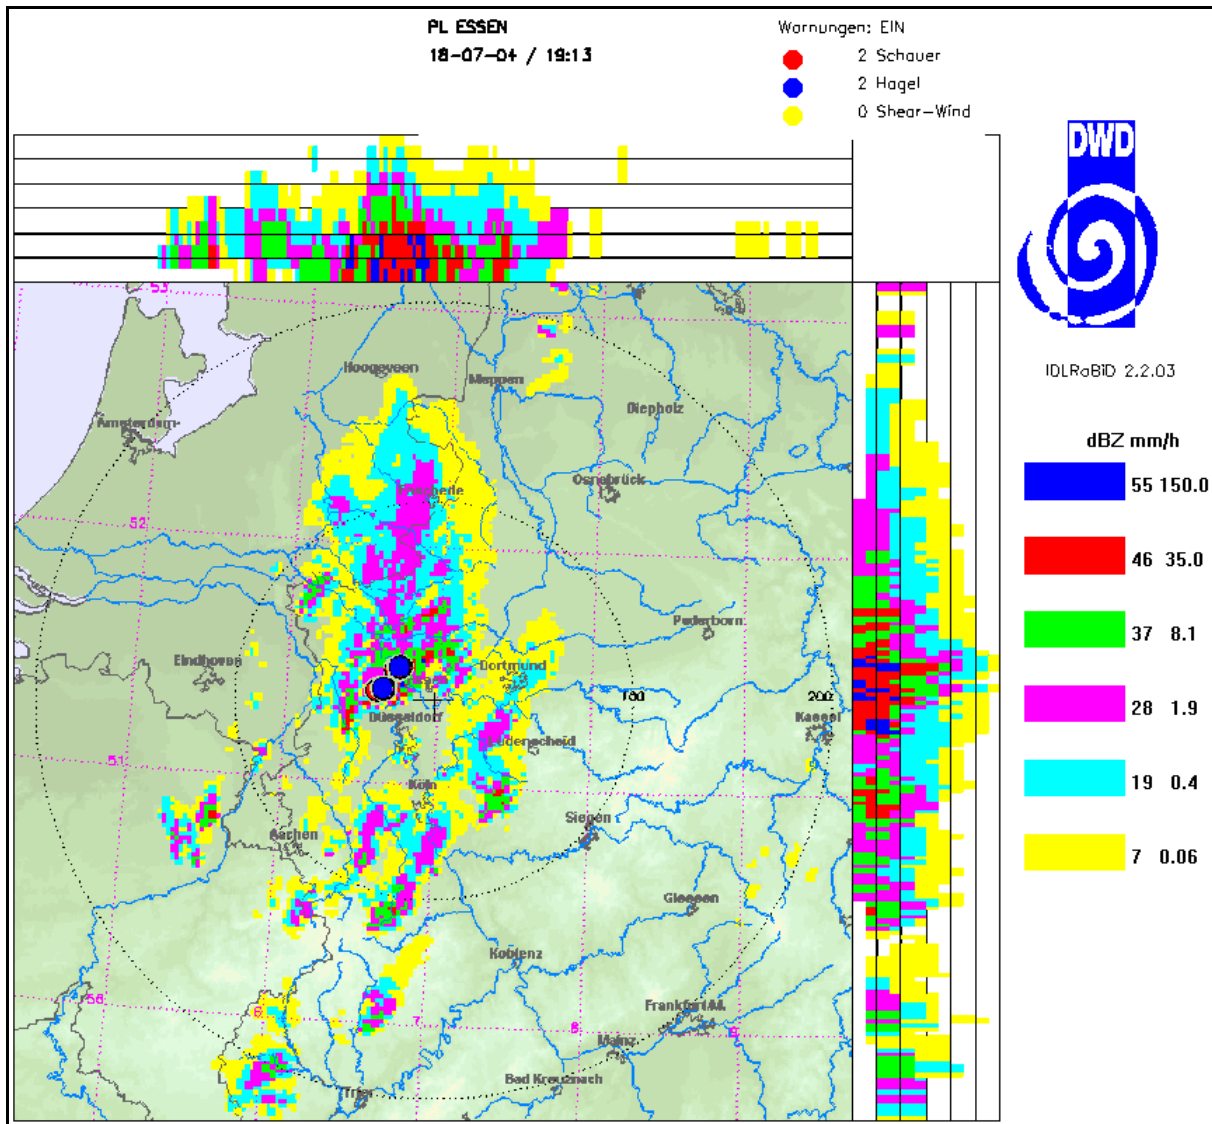 PL ESSEN
18-07-04 / 19:13
Warnungen: EIN
2 Schauer
2 Hagel
0 Shear-Wind
DWD
IDLRaBiD 2.2.03
dBZ mm/h
55 150.0
46 35.0
37 8.1
28 1.9
19 0.4
7 0.06
53
Hoogeveen
Meppen
Diepholz
Amsterdam
Osnabrück
52
Paderborn
Eindhoven
Dortmund
100
200
Kassel
Düsseldorf
Lüdenscheid
51
Köln
Siegen
Aachen
Giessen
Koblenz
50
6
7
8
9
Frankfurt/M.
Mainz
Bad Kreuznach
Trier